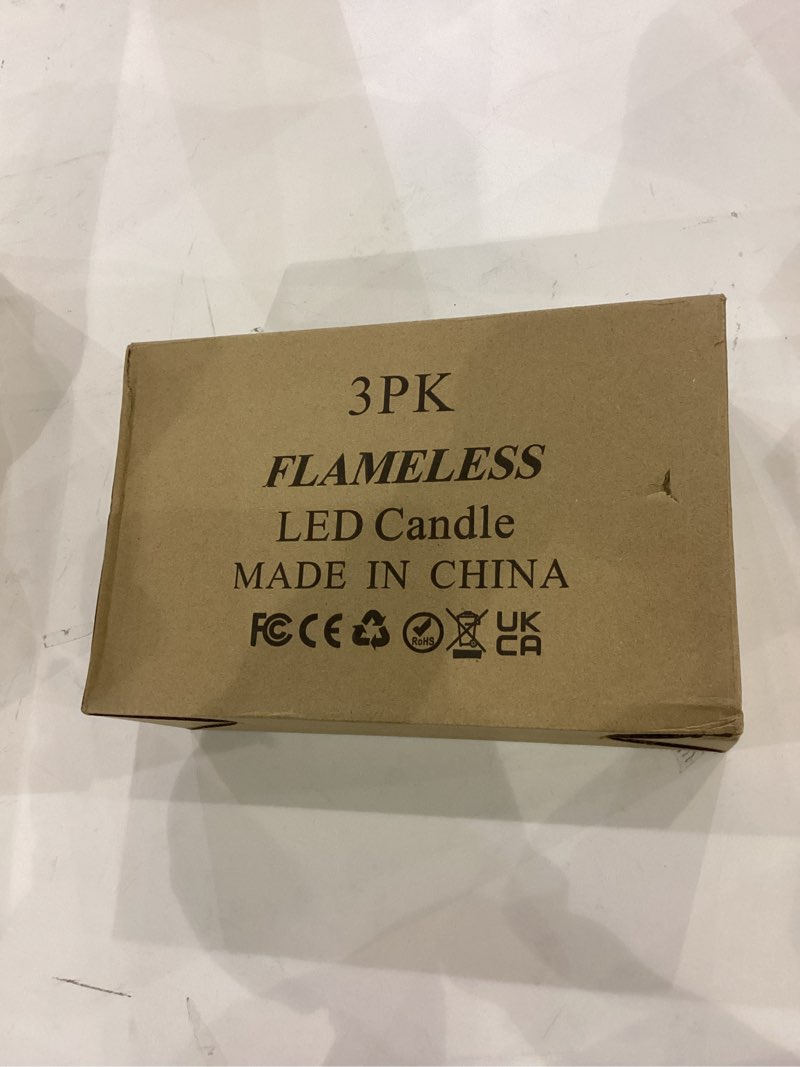 3PK
FLAMELESS
LED Candle
MADE IN CHINA
FC CE RoHS UK
CA